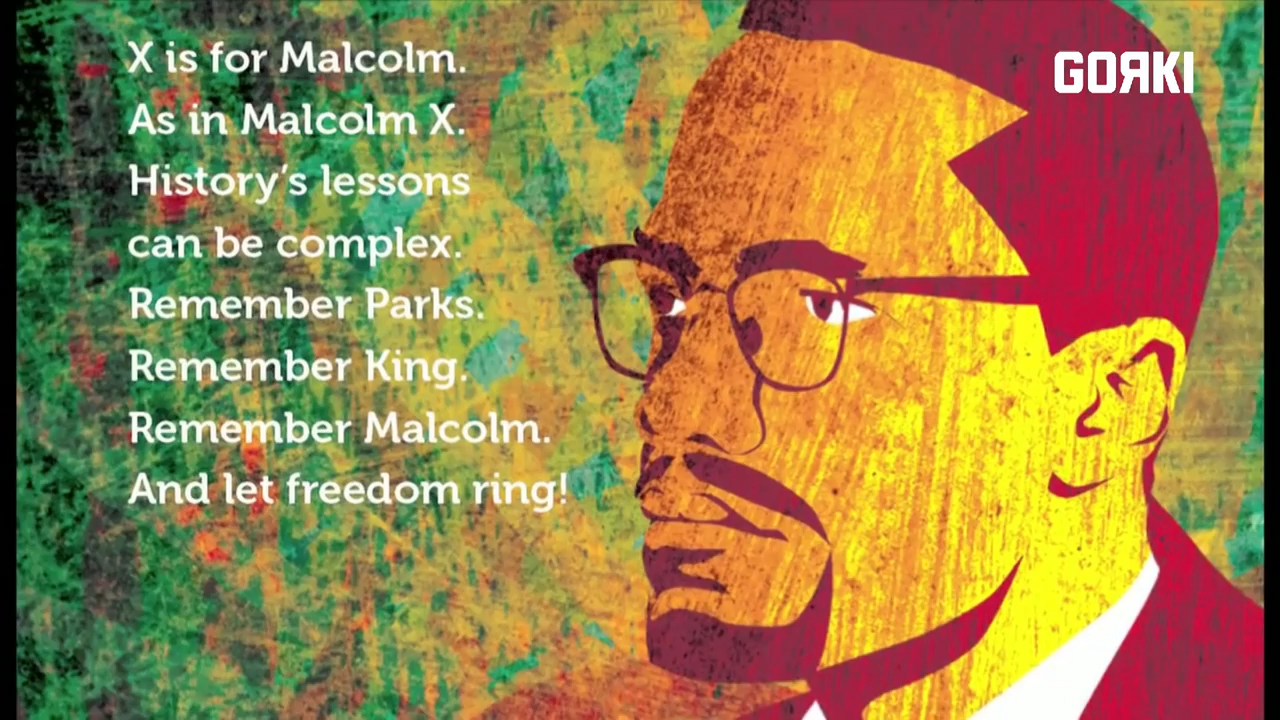 X is for Malcolm.
As in Malcolm X.
History’s lessons
can be complex.
Remember Parks.
Remember King.
Remember Malcolm.
And let freedom ring!
GOЯKI